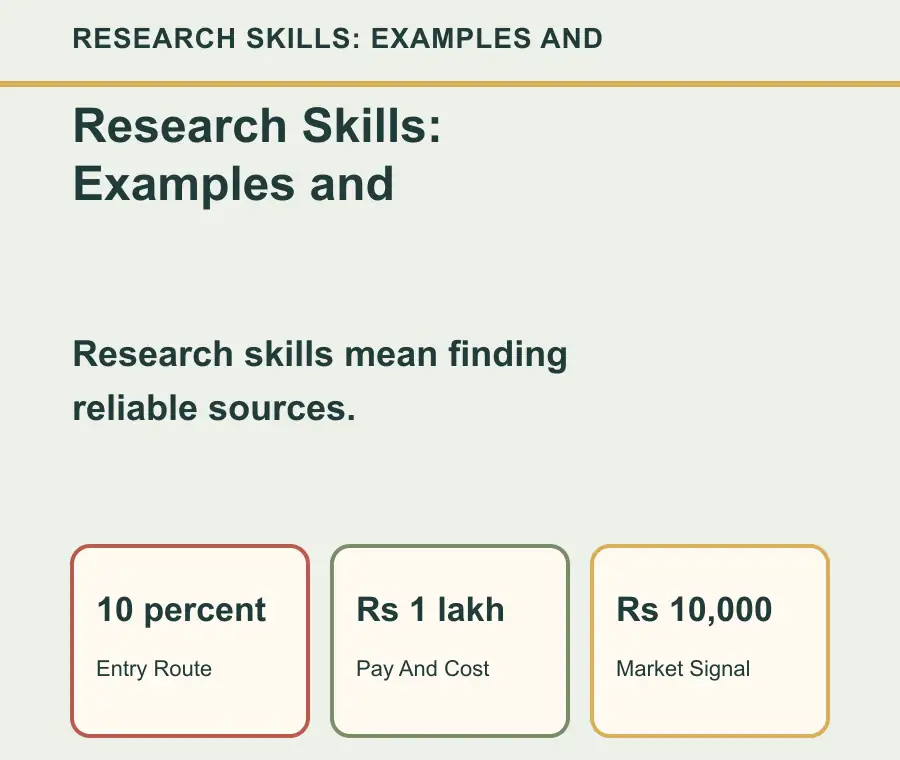 RESEARCH SKILLS: EXAMPLES AND
Research Skills:
Examples and
Research skills mean finding
reliable sources.
10 percent
Entry Route
Rs 1 lakh
Pay And Cost
Rs 10,000
Market Signal